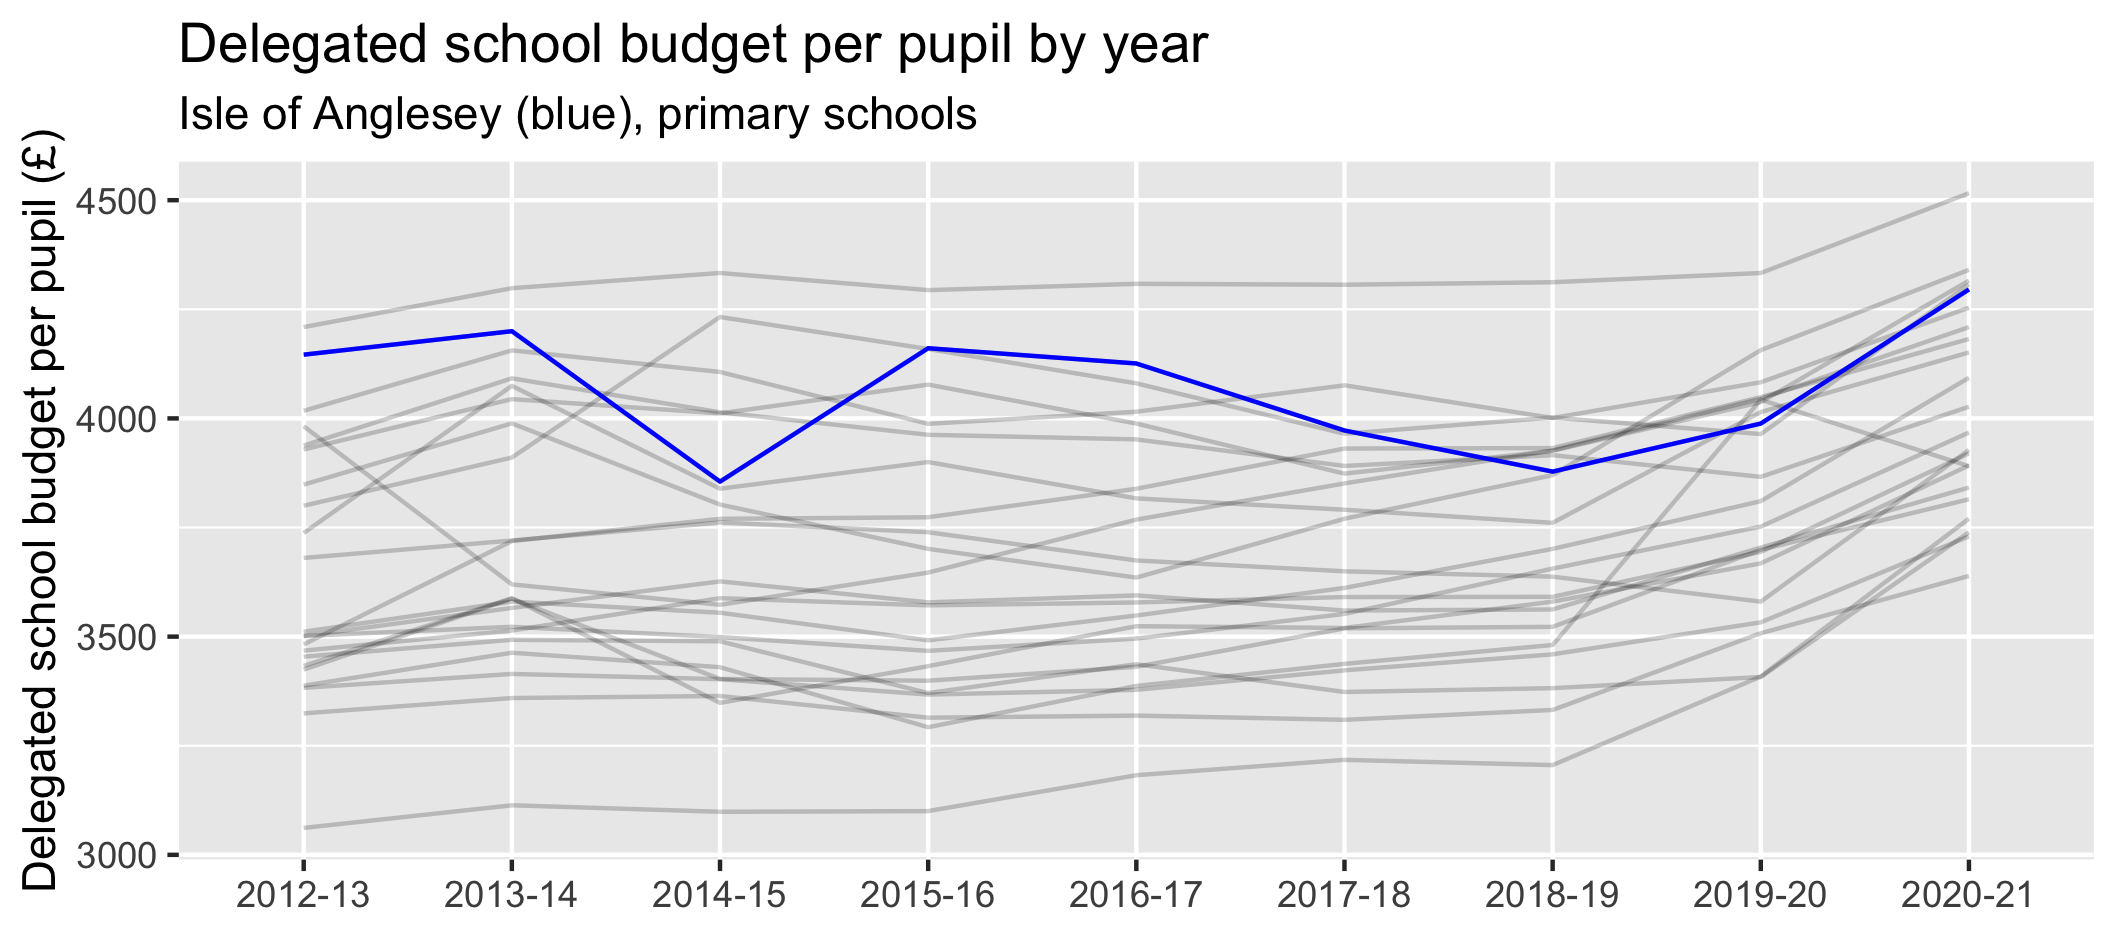 Delegated school budget per pupil by year
Isle of Anglesey (blue), primary schools
Delegated school budget per pupil (£)
4500
4000
3500
3000
2012-13 2013-14 2014-15 2015-16 2016-17 2017-18 2018-19 2019-20 2020-21